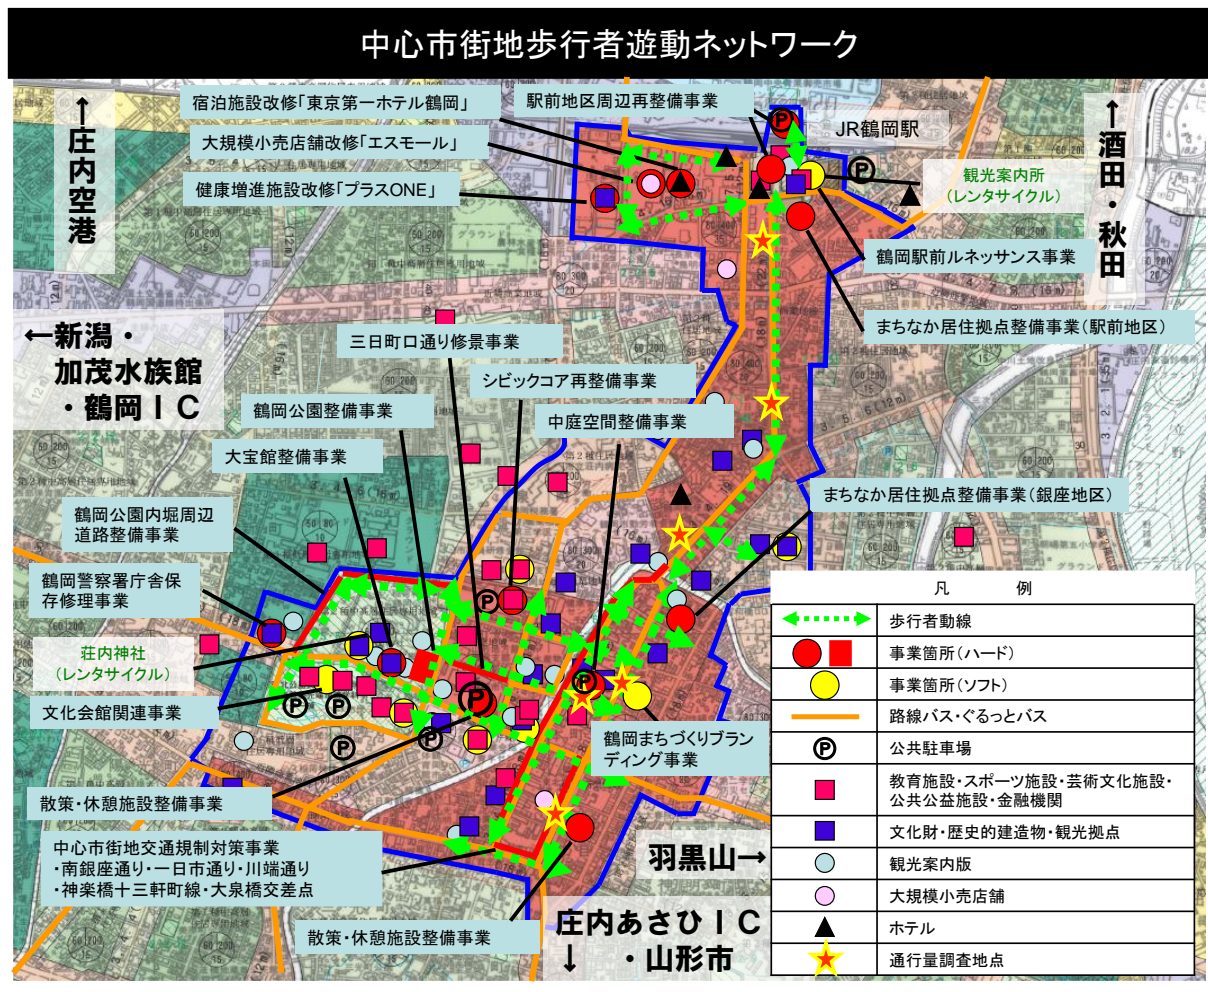 中心市街地歩行者遊動ネットワーク
宿泊施設改修「東京第一ホテル鶴岡」
駅前地区周辺再整備事業
大規模小売店舗改修「エスモール」
健康増進施設改修「プラスONE」
JR鶴岡駅
観光案内所
(レンタサイクル)
↑庄内空港
↑酒田・秋田
鶴岡駅前ルネッサンス事業
まちなか居住拠点整備事業(駅前地区)
←新潟・
加茂水族館
・鶴岡IC
三日町口通り修景事業
シビックコア再整備事業
鶴岡公園整備事業
中庭空間整備事業
大宝館整備事業
まちなか居住拠点整備事業(銀座地区)
鶴岡公園内堀周辺
道路整備事業
鶴岡警察署庁舎保
存修理事業
荘内神社
(レンタサイクル)
文化会館関連事業
鶴岡まちづくりブラン
ディング事業
散策・休憩施設整備事業
中心市街地交通規制対策事業
・南銀座通り・一日市通り・川端通り
・神楽橋十三軒町線・大泉橋交差点
散策・休憩施設整備事業
羽黒山→
庄内あさひIC
↓ ・山形市
凡 例
歩行者動線
事業箇所(ハード)
事業箇所(ソフト)
路線バス・ぐるっとバス
P
公共駐車場
教育施設・スポーツ施設・芸術文化施設・
公共公益施設・金融機関
文化財・歴史的建造物・観光拠点
観光案内版
大規模小売店舗
ホテル
通行量調査地点